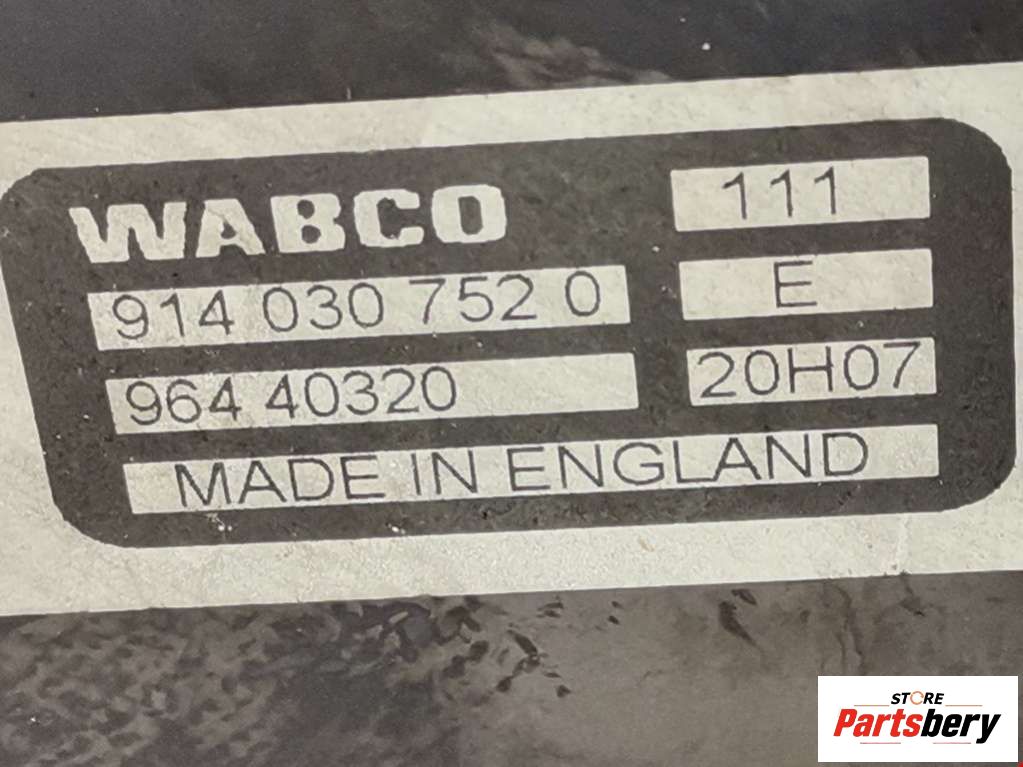 WABCO
111
914 030 752 0
E
964 40320
20H07
MADE IN ENGLAND
STORE
Partsbery